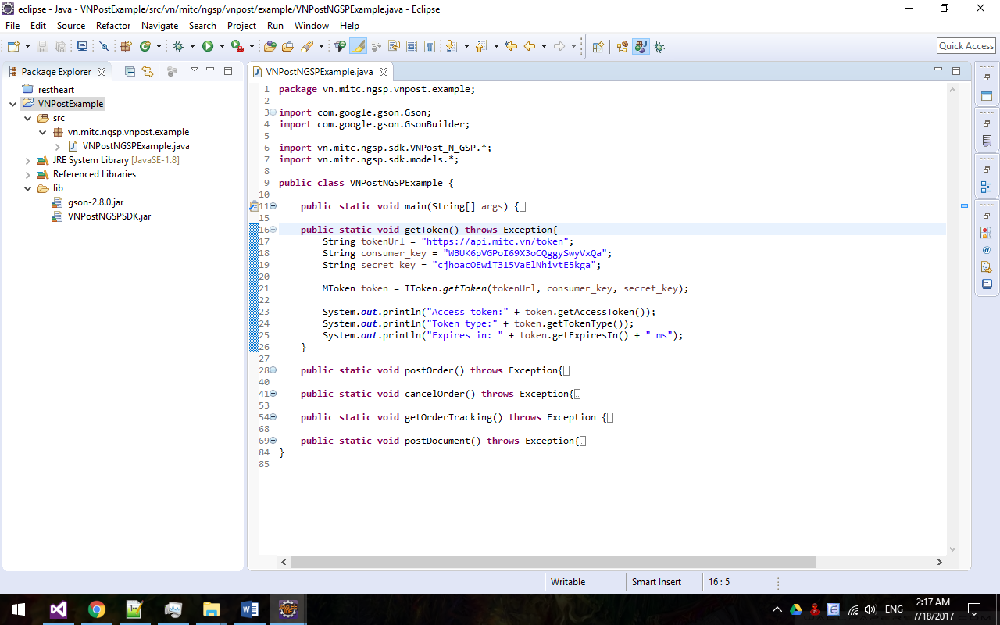 eclipse - Java - VNPostExample/src/vn/mitc/ngsp/vnpost/example/VNPostNGSPExample.java - Eclipse
File Edit Source Refactor Navigate Search Project Run Window Help
Quick Access
Package Explorer
restheart
VNPostExample
src
vn.mitc.ngsp.vnpost.example
VNPostNGSPExample.java
JRE System Library [JavaSE-1.8]
Referenced Libraries
lib
gson-2.8.0.jar
VNPostNGSPSDK.jar
VNPostNGSPExample.java
1 package vn.mitc.ngsp.vnpost.example;
2
3 import com.google.gson.Gson;
4 import com.google.gson.GsonBuilder;
5
6 import vn.mitc.ngsp.sdk.VNPost_N_GSP.*;
7 import vn.mitc.ngsp.sdk.models.*;
8
9 public class VNPostNGSPExample {
10
11 public static void main(String[] args) {
15
16 public static void getToken() throws Exception{
17 String tokenUrl = "https://api.mitc.vn/token";
18 String consumer_key = "WBUK6pVGPoI69X3oCQggySwyVxQa";
19 String secret_key = "cjhoacOEwiT315VaElNhivtE5kga";
20
21 MToken token = IToken.getToken(tokenUrl, consumer_key, secret_key);
22
23 System.out.println("Access token:" + token.getAccessToken());
24 System.out.println("Token type:" + token.getTokenType());
25 System.out.println("Expires in: " + token.getExpiresIn() + " ms");
26 }
27
28 public static void postOrder() throws Exception{
40
41 public static void cancelOrder() throws Exception{
53
54 public static void getOrderTracking() throws Exception {
68
69 public static void postDocument() throws Exception{
84 }
85
Writable Smart Insert 16 : 5
ENG
2:17 AM
7/18/2017